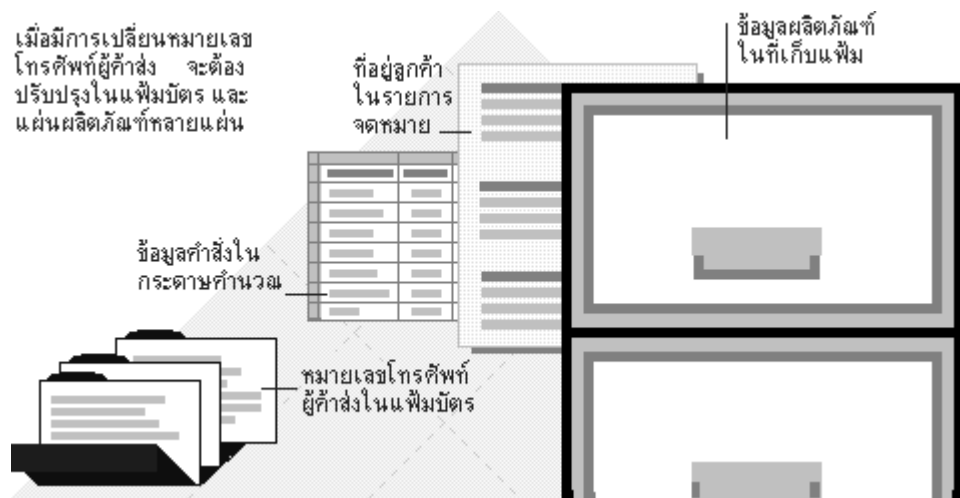 เมื่อมีการเปลี่ยนหมายเลข
โทรศัพท์ผู้ค้าส่ง จะต้อง
ปรับปรุงในแฟ้มบัตร และ
แผ่นผลิตภัณฑ์หลายแผ่น
ข้อมูลผลิตภัณฑ์
ในที่เก็บแฟ้ม
ที่อยู่ลูกค้า
ในรายการ
จดหมาย
ข้อมูลคำสั่งใน
กระดาษคำนวณ
หมายเลขโทรศัพท์
ผู้ค้าส่งในแฟ้มบัตร